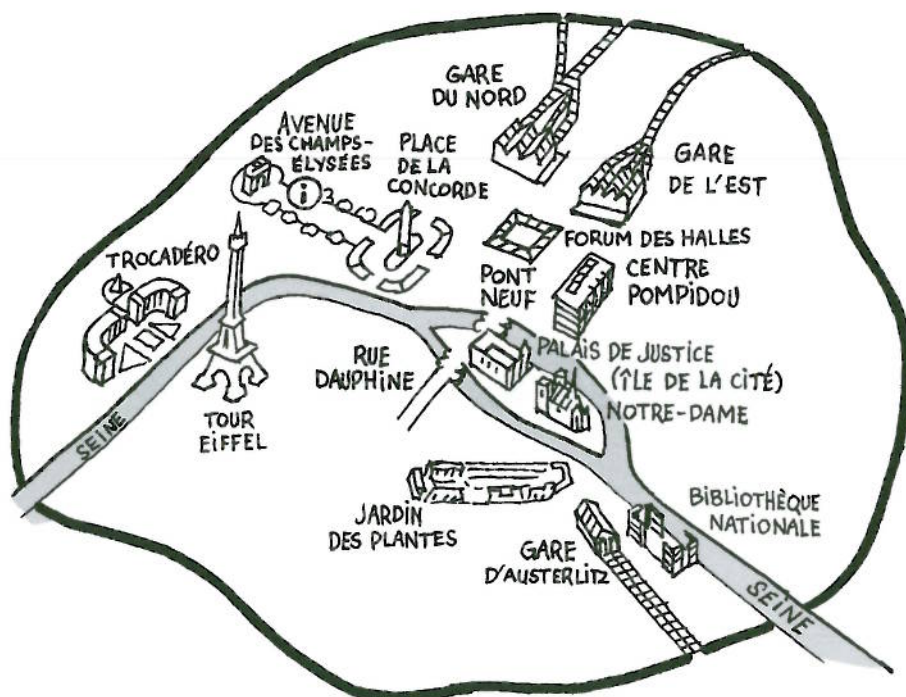 GARE
DU NORD
AVENUE
DES CHAMPS-
ÉLYSÉES
PLACE
DE LA
CONCORDE
GARE
DE L'EST
i
TROCADÉRO
FORUM DES HALLES
PONT
NEUF
CENTRE
POMPIDOU
RUE
DAUPHINE
PALAIS DE JUSTICE
(ÎLE DE LA CITÉ)
NOTRE-DAME
TOUR
EIFFEL
SEINE
JARDIN
DES PLANTES
GARE
D'AUSTERLITZ
BIBLIOTHÈQUE
NATIONALE
SEINE